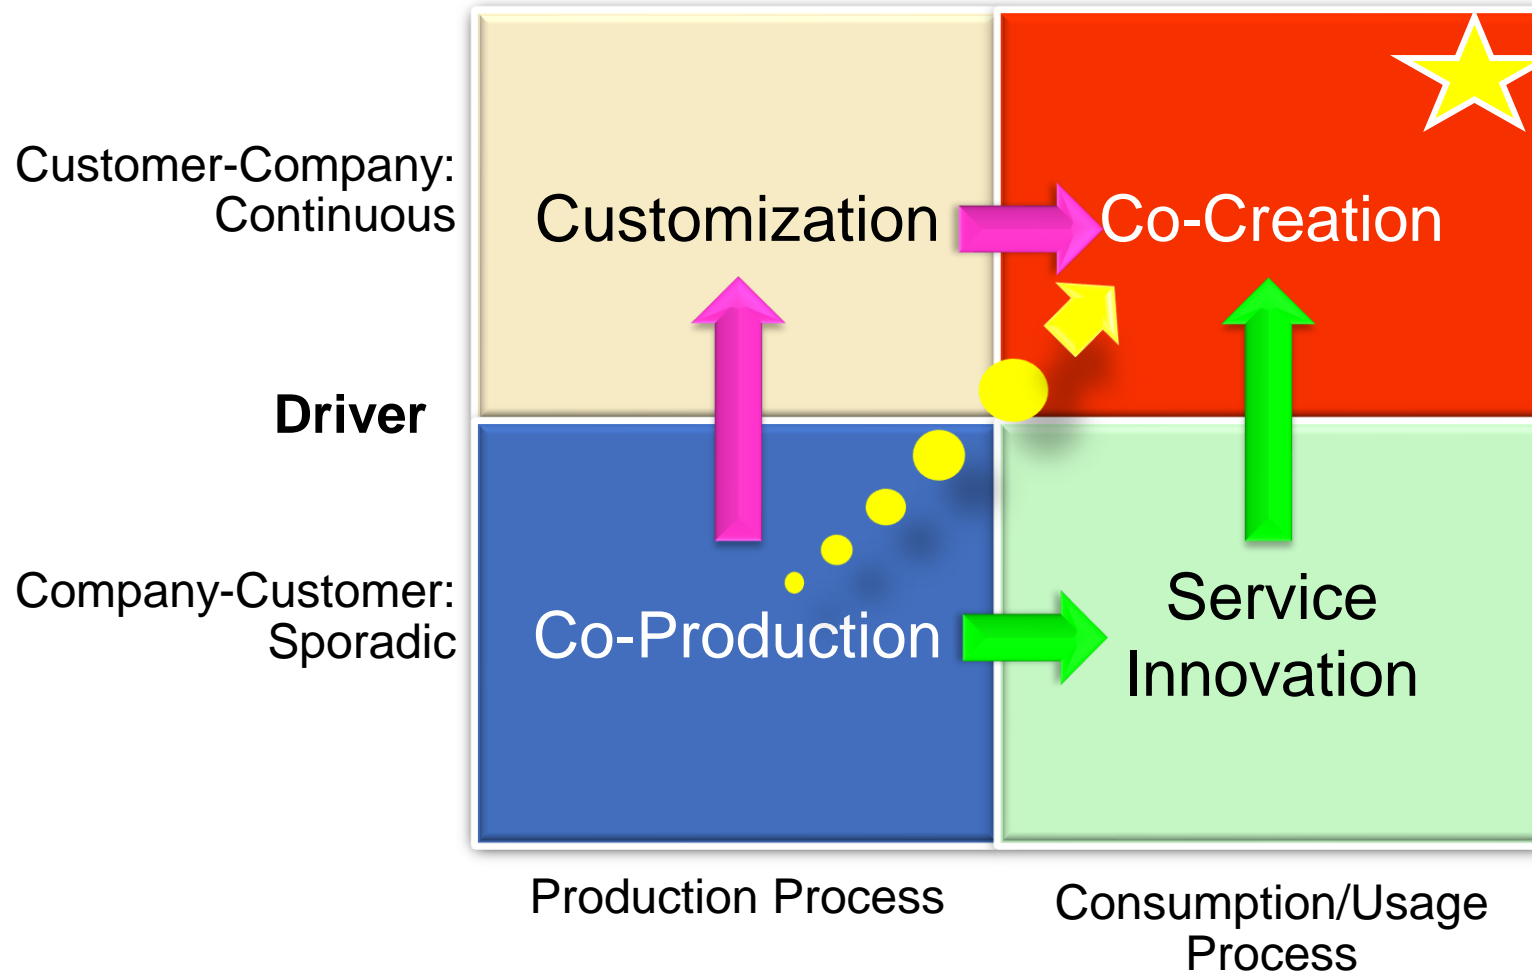 Customer-Company:
Continuous
Customization
Co-Creation
Driver
Company-Customer:
Sporadic
Co-Production
Service
Innovation
Production Process
Consumption/Usage
Process